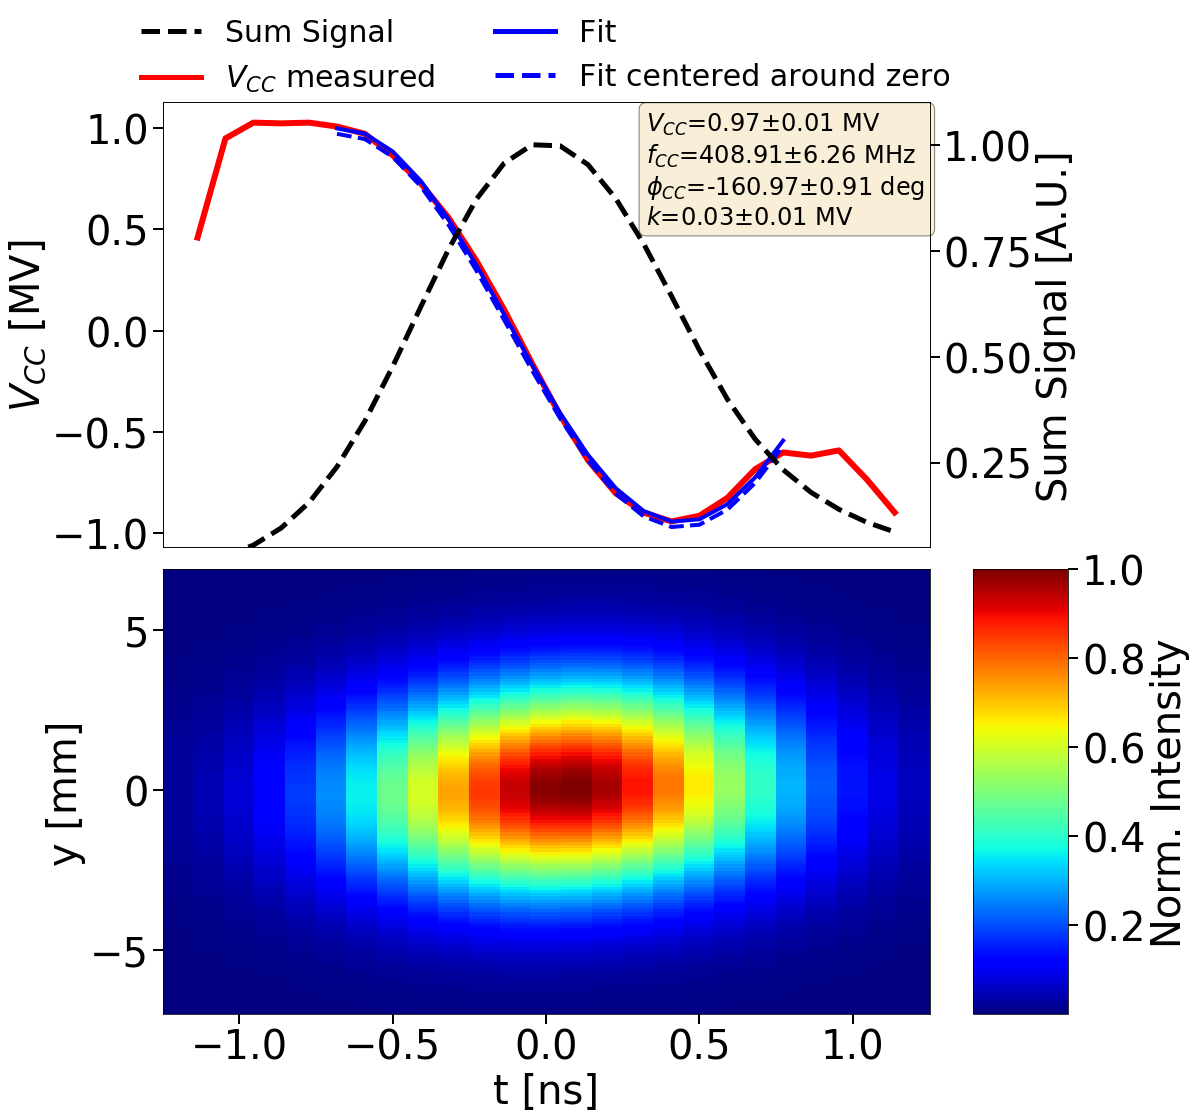 Sum Signal
V_CC measured
Fit
Fit centered around zero
V_CC=0.97±0.01 MV
f_CC=408.91±6.26 MHz
ϕ_CC=-160.97±0.91 deg
k=0.03±0.01 MV
V_CC [MV]
1.0
0.5
0.0
−0.5
−1.0
1.00
0.75
0.50
0.25
Sum Signal [A.U.]
y [mm]
5
0
−5
−1.0
−0.5
0.0
0.5
1.0
t [ns]
1.0
0.8
0.6
0.4
0.2
Norm. Intensity